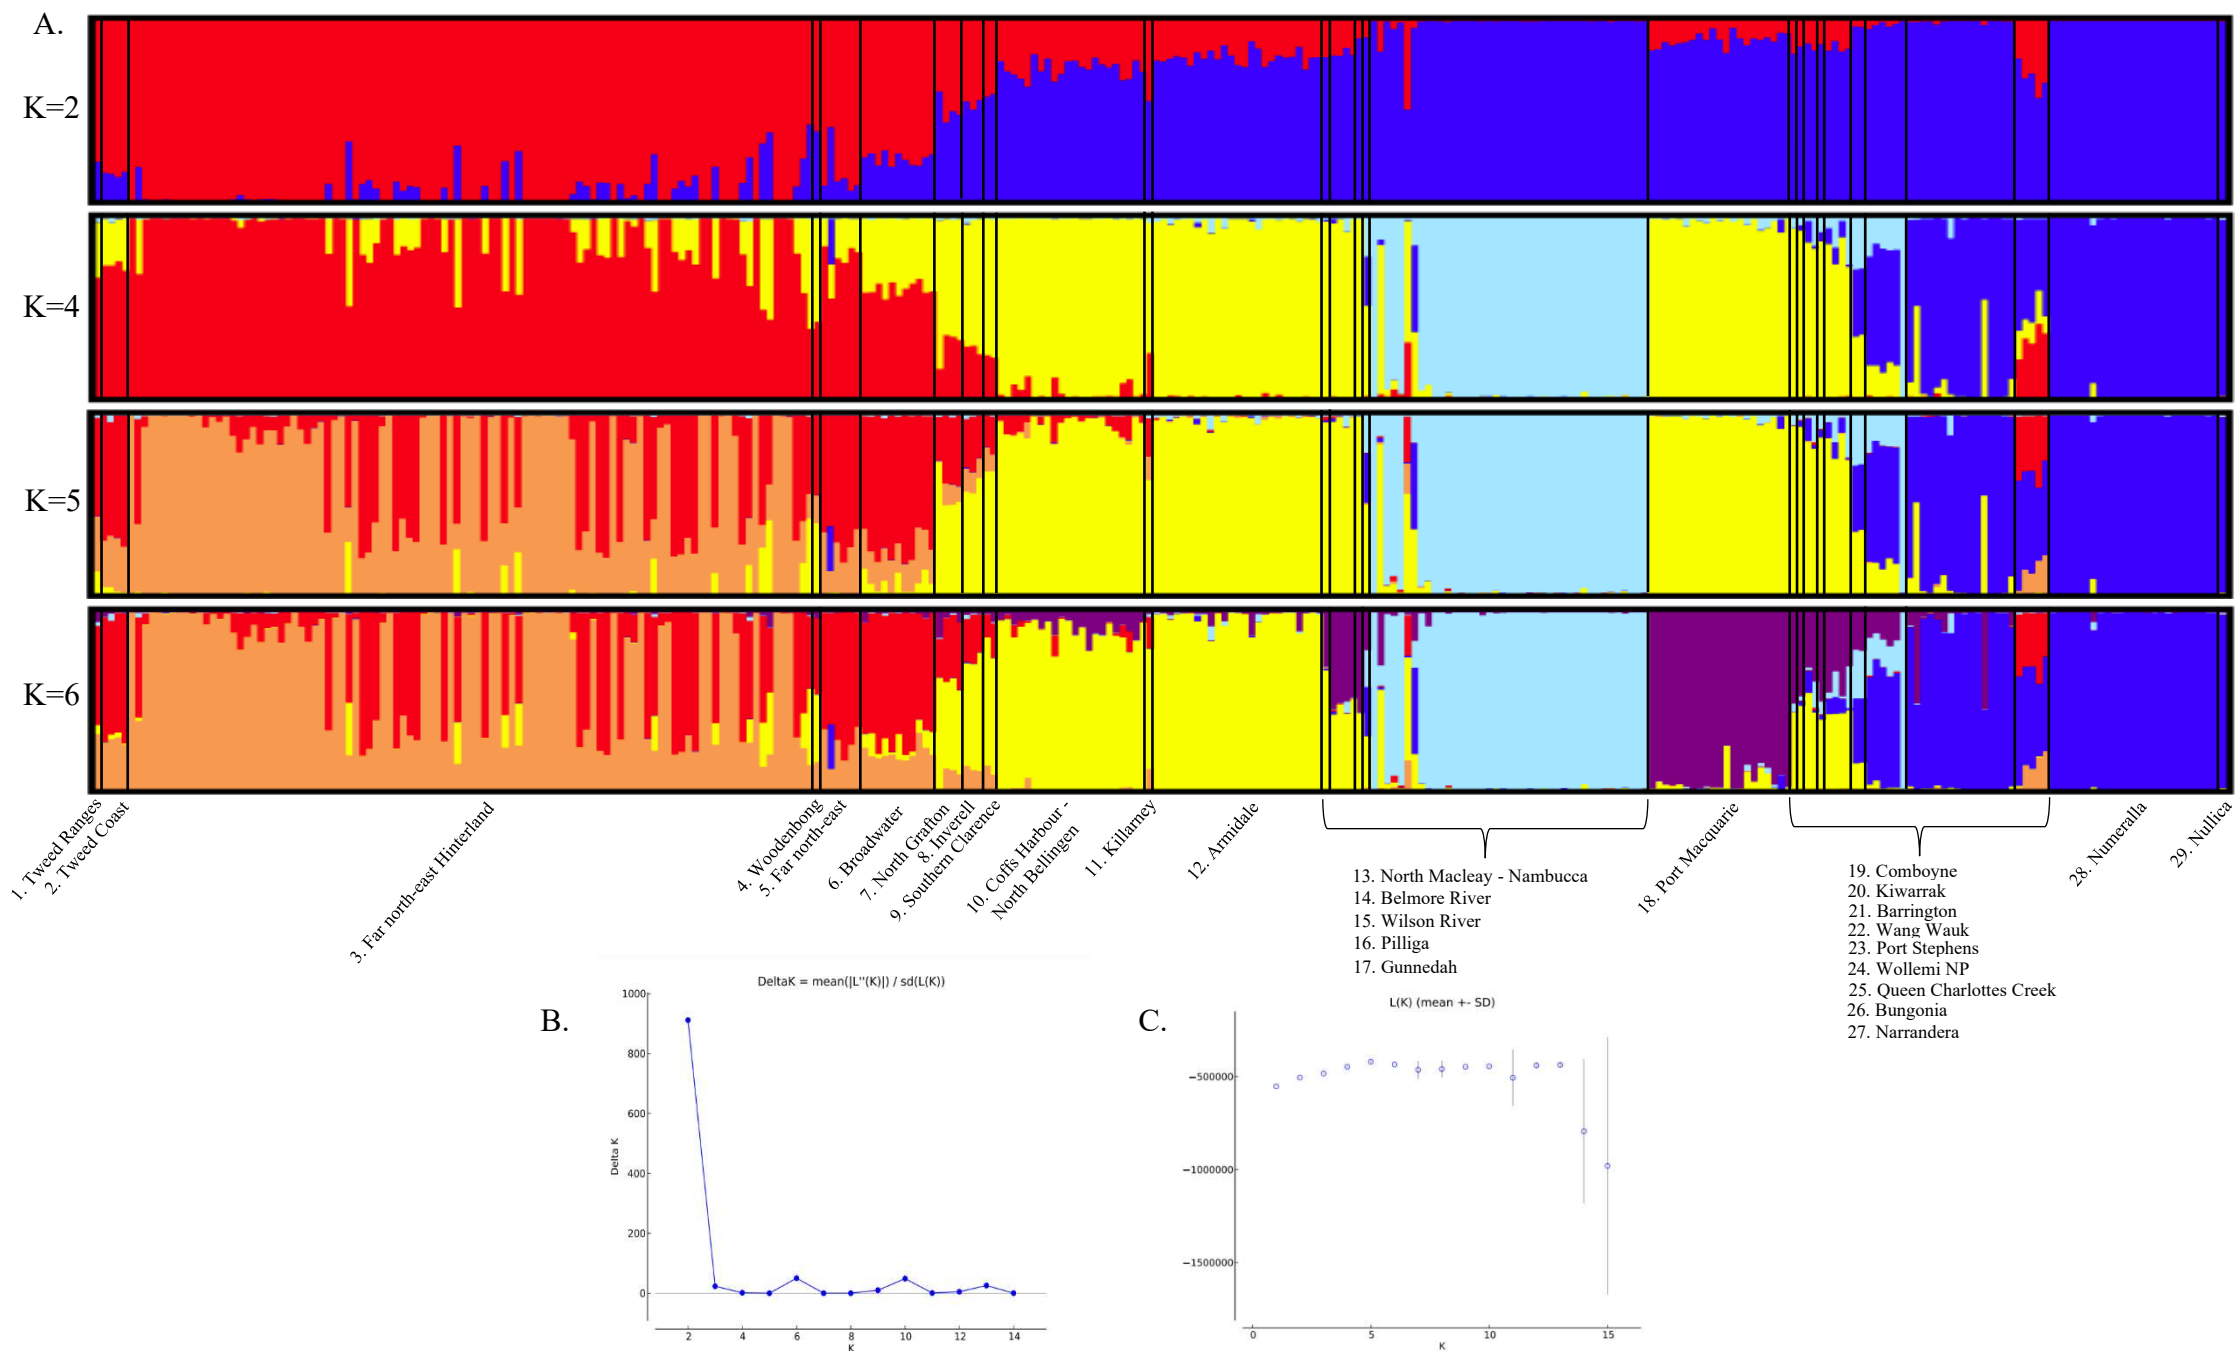 A.
K=2
K=4
K=5
K=6
1. Tweed Ranges
2. Tweed Coast
3. Far north-east Hinterland
4. Woodenbong
5. Far north-east
6. Broadwater
7. North Grafton
8. Inverell
9. Southern Clarence
10. Coffs Harbour -
North Bellingen
11. Killarney
12. Armidale
13. North Macleay - Nambucca
14. Belmore River
15. Wilson River
16. Pilliga
17. Gunnedah
18. Port Macquarie
19. Comboyne
20. Kiwarrak
21. Barrington
22. Wang Wauk
23. Port Stephens
24. Wollemi NP
25. Queen Charlottes Creek
26. Bungonia
27. Narrandera
28. Numeralla
29. Nullica
B.
DeltaK = mean(|L''(K)|) / sd(L(K))
1000
800
600
400
200
0
Delta K
2 4 6 8 10 12 14
K
C.
L(K) (mean +- SD)
−500000
−1000000
−1500000
0 5 10 15
K